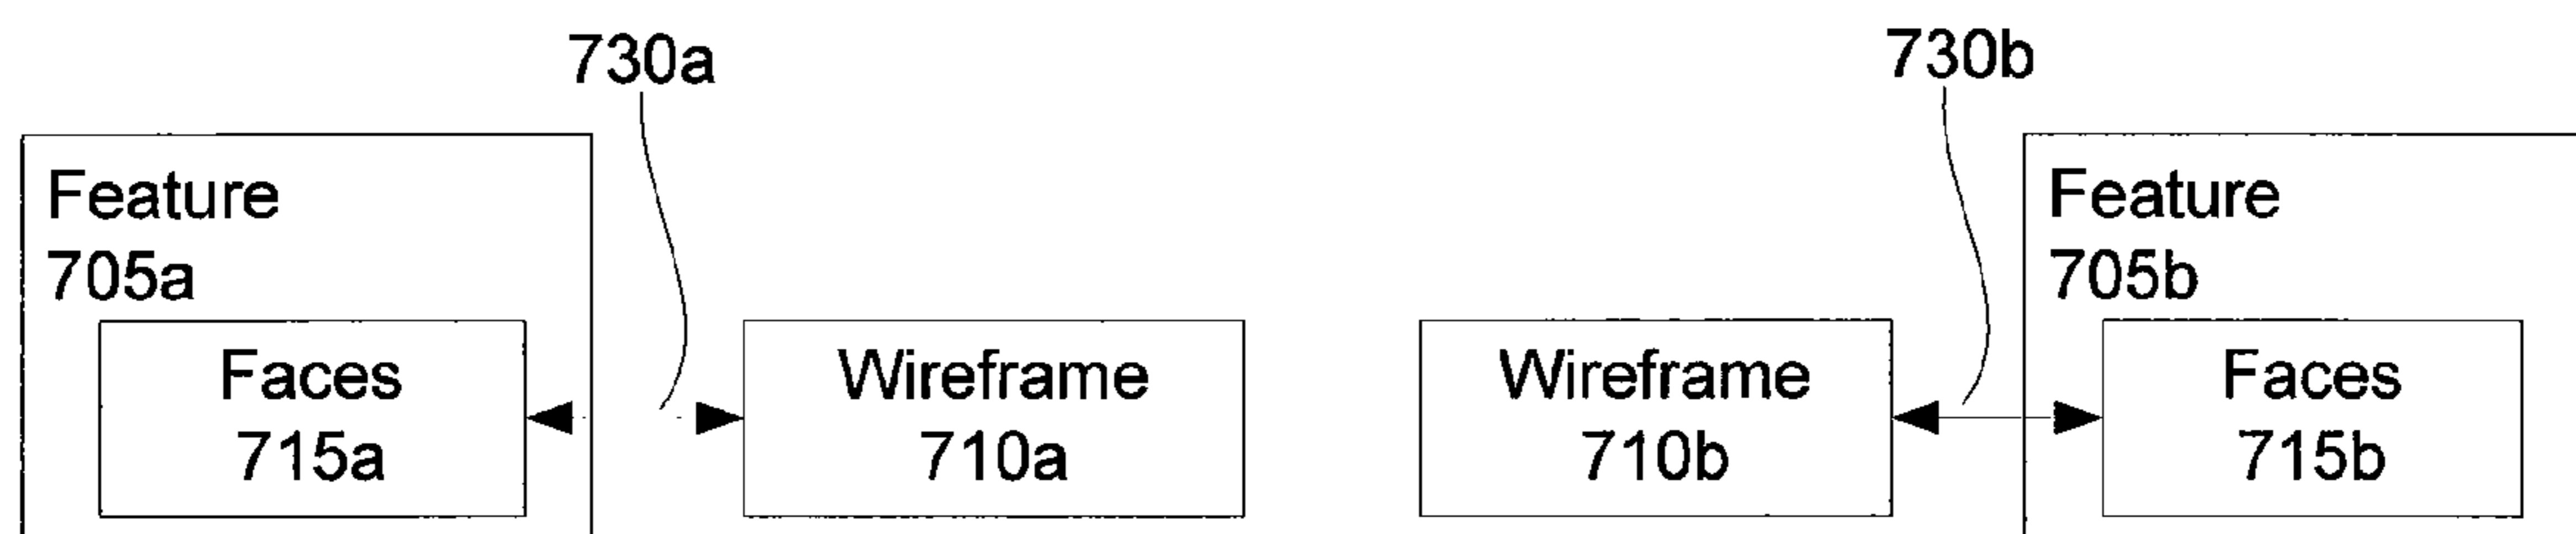 730a
730b
Feature
705a
Faces
715a
Wireframe
710a
Wireframe
710b
Feature
705b
Faces
715b